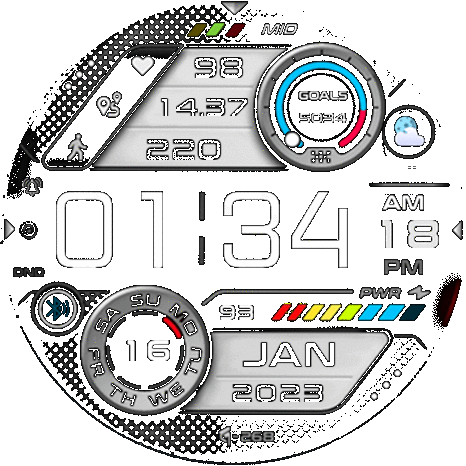 MID
98
14.37
220
GOALS
5094
01:34
AM
18
PM
DND
PWR
93
SA SU MO TU WE TH FR
16
JAN
2023
268